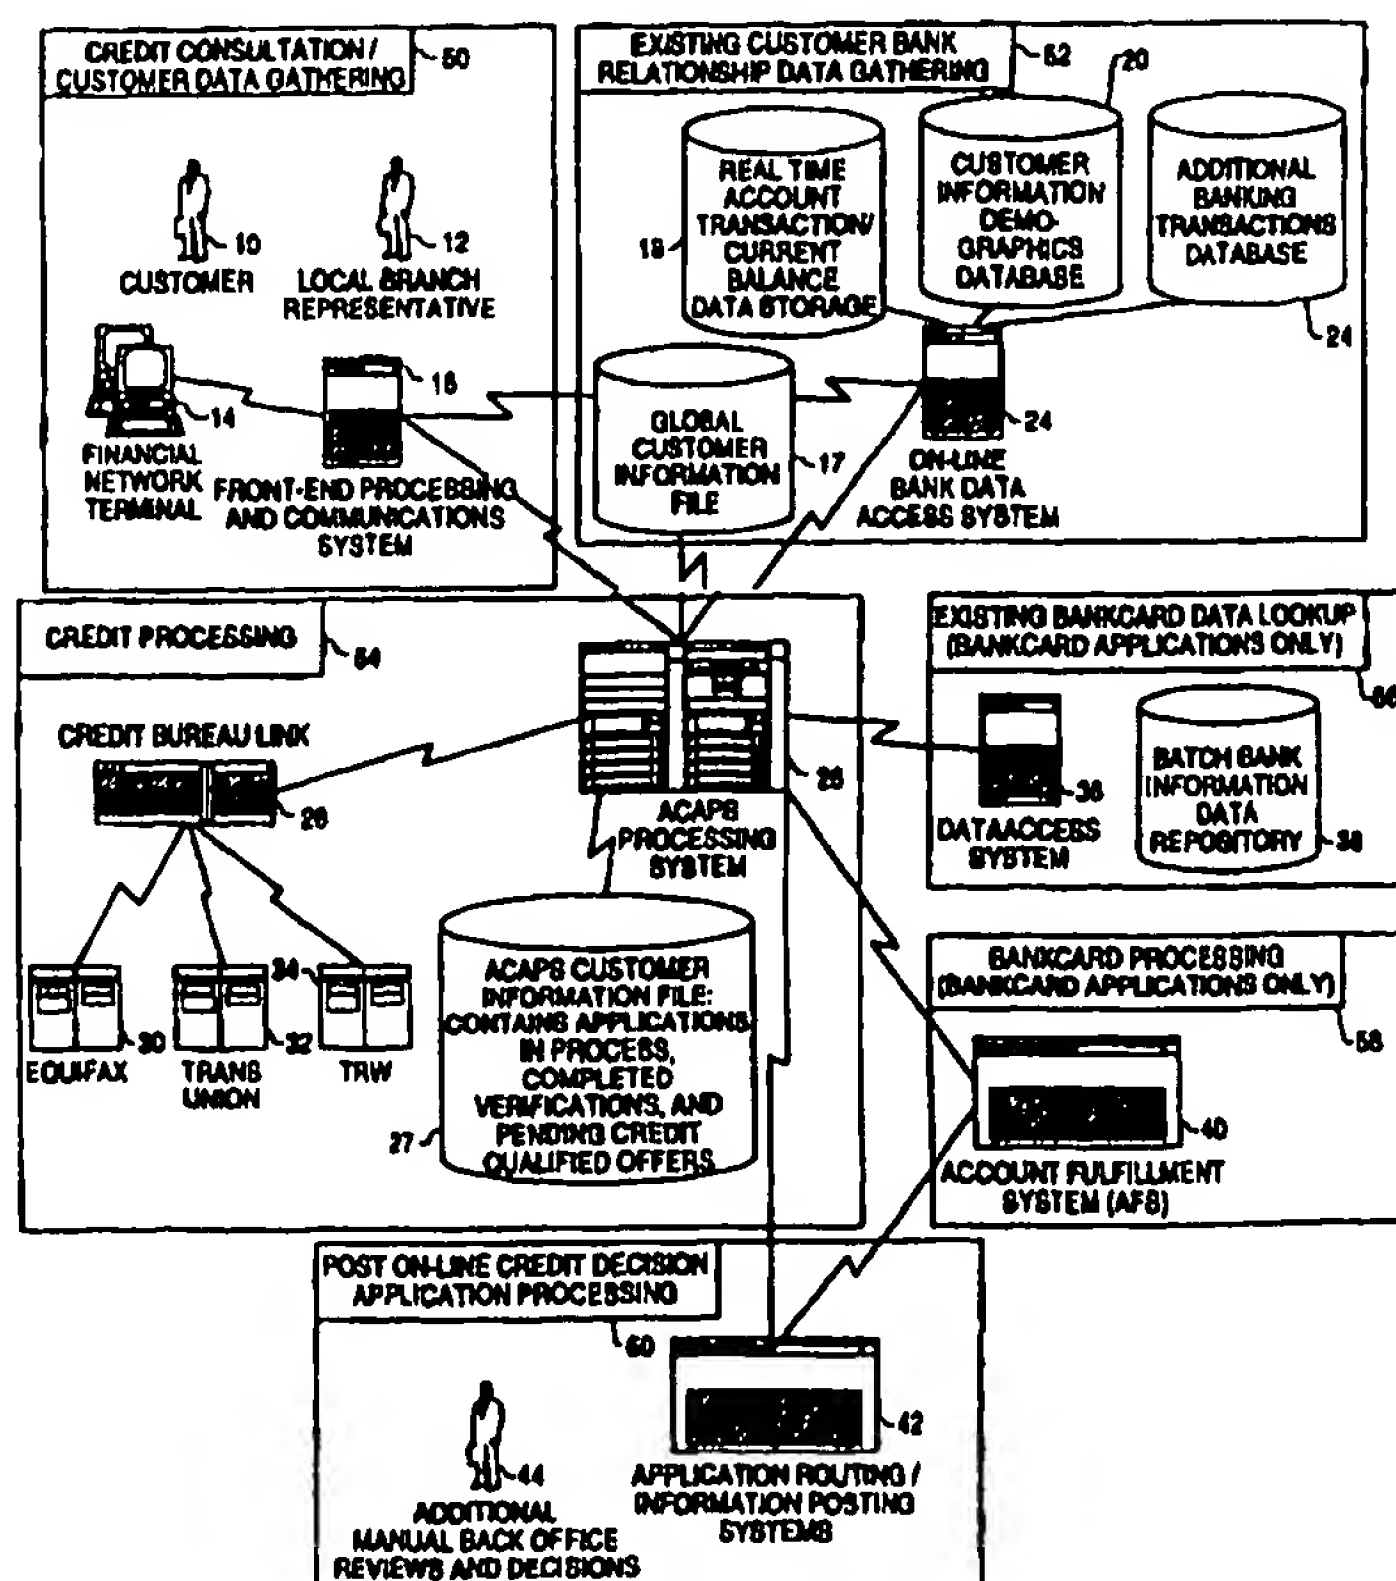 CREDIT CONSULTATION /
CUSTOMER DATA GATHERING
50
CUSTOMER
10
LOCAL BRANCH
REPRESENTATIVE
12
FINANCIAL
NETWORK
TERMINAL
14
FRONT-END PROCESSING
AND COMMUNICATIONS
SYSTEM
16
EXISTING CUSTOMER BANK
RELATIONSHIP DATA GATHERING
52
REAL TIME
ACCOUNT
TRANSACTION/
CURRENT
BALANCE
DATA STORAGE
CUSTOMER
INFORMATION
DEMO-
GRAPHICS
DATABASE
20
ADDITIONAL
BANKING
TRANSACTIONS
DATABASE
24
GLOBAL
CUSTOMER
INFORMATION
FILE
17
24
ON-LINE
BANK DATA
ACCESS SYSTEM
CREDIT PROCESSING
54
CREDIT BUREAU LINK
ACAPS
PROCESSING
SYSTEM
30
EQUIFAX
32
TRANS
UNION
34
TRW
ACAPS CUSTOMER
INFORMATION FILE:
CONTAINS APPLICATIONS
IN PROCESS,
COMPLETED
VERIFICATIONS, AND
PENDING CREDIT
QUALIFIED OFFERS
27
EXISTING BANKCARD DATA LOOKUP
(BANKCARD APPLICATIONS ONLY)
DATA ACCESS
SYSTEM
BATCH BANK
INFORMATION
DATA
REPOSITORY
BANKCARD PROCESSING
(BANKCARD APPLICATIONS ONLY)
58
40
ACCOUNT FULFILLMENT
SYSTEM (AFS)
POST ON-LINE CREDIT DECISION
APPLICATION PROCESSING
60
44
ADDITIONAL
MANUAL BACK OFFICE
REVIEWS AND DECISIONS
42
APPLICATION ROUTING /
INFORMATION POSTING
SYSTEMS